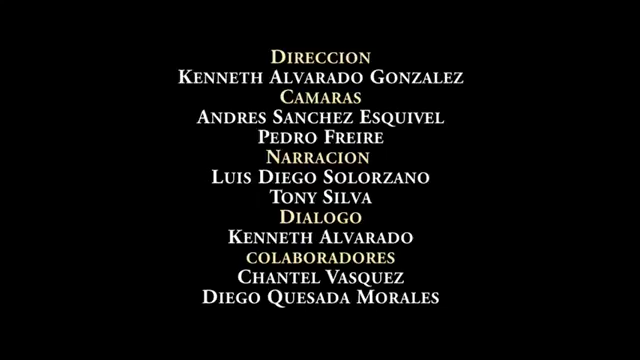 DIRECCION
KENNETH ALVARADO GONZALEZ
CAMARAS
ANDRES SANCHEZ ESQUIVEL
PEDRO FREIRE
NARRACION
LUIS DIEGO SOLORZANO
TONY SILVA
DIALOGO
KENNETH ALVARADO
COLABORADORES
CHANTEL VASQUEZ
DIEGO QUESADA MORALES